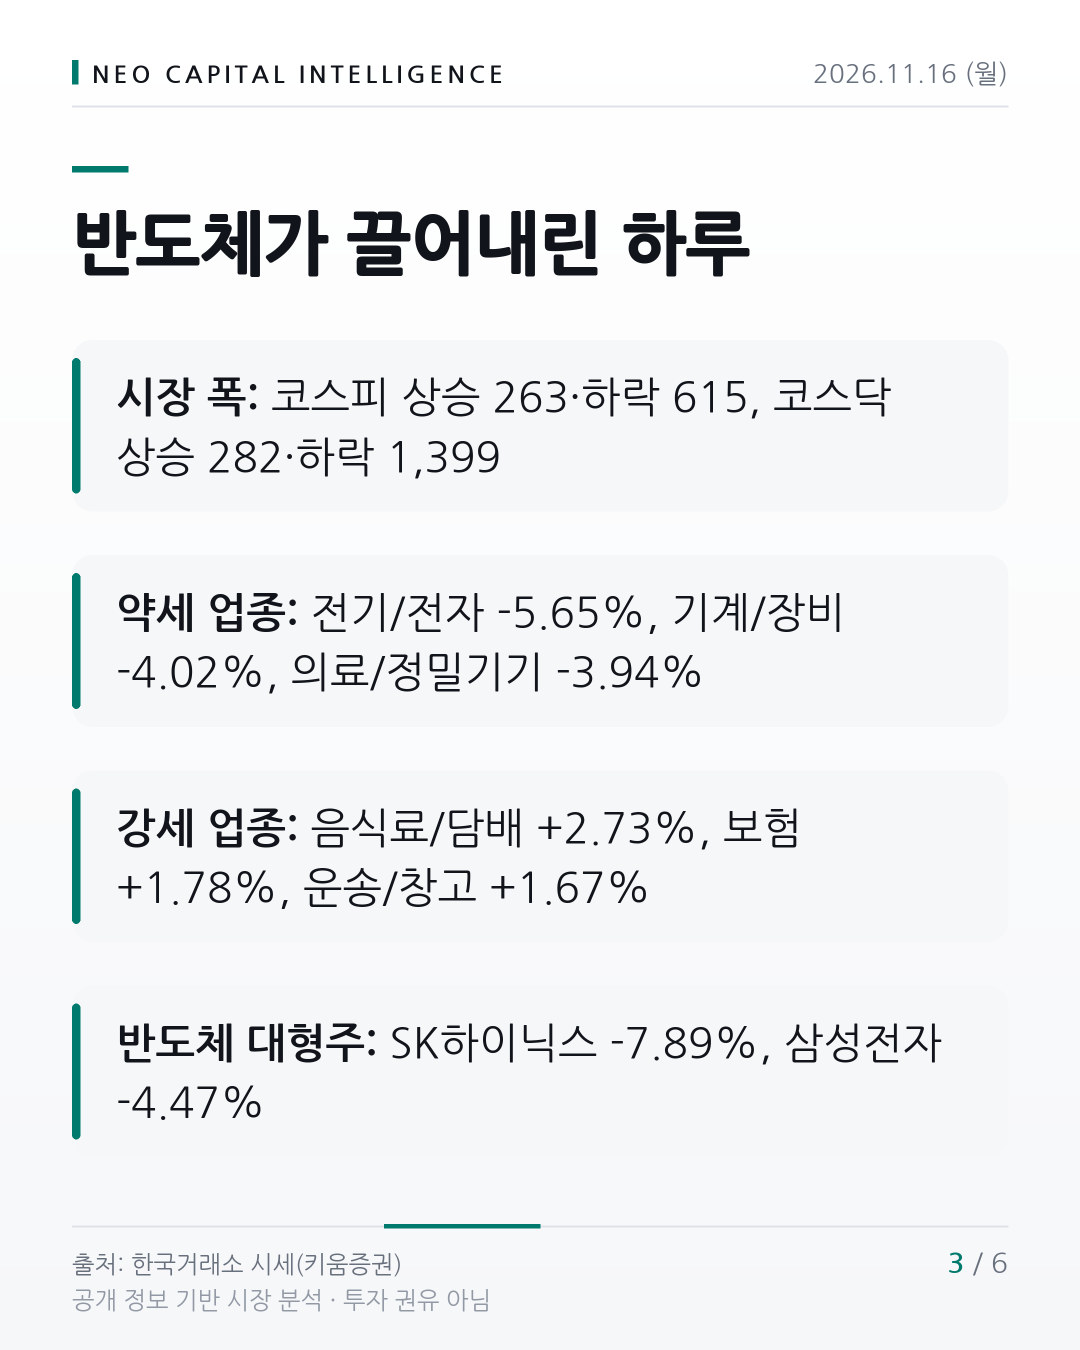 NEO CAPITAL INTELLIGENCE
2026.11.16 (월)
반도체가 끌어내린 하루
시장 폭: 코스피 상승 263·하락 615, 코스닥
상승 282·하락 1,399
약세 업종: 전기/전자 -5.65%, 기계/장비
-4.02%, 의료/정밀기기 -3.94%
강세 업종: 음식료/담배 +2.73%, 보험
+1.78%, 운송/창고 +1.67%
반도체 대형주: SK하이닉스 -7.89%, 삼성전자
-4.47%
출처: 한국거래소 시세(키움증권)
3 / 6
공개 정보 기반 시장 분석 · 투자 권유 아님